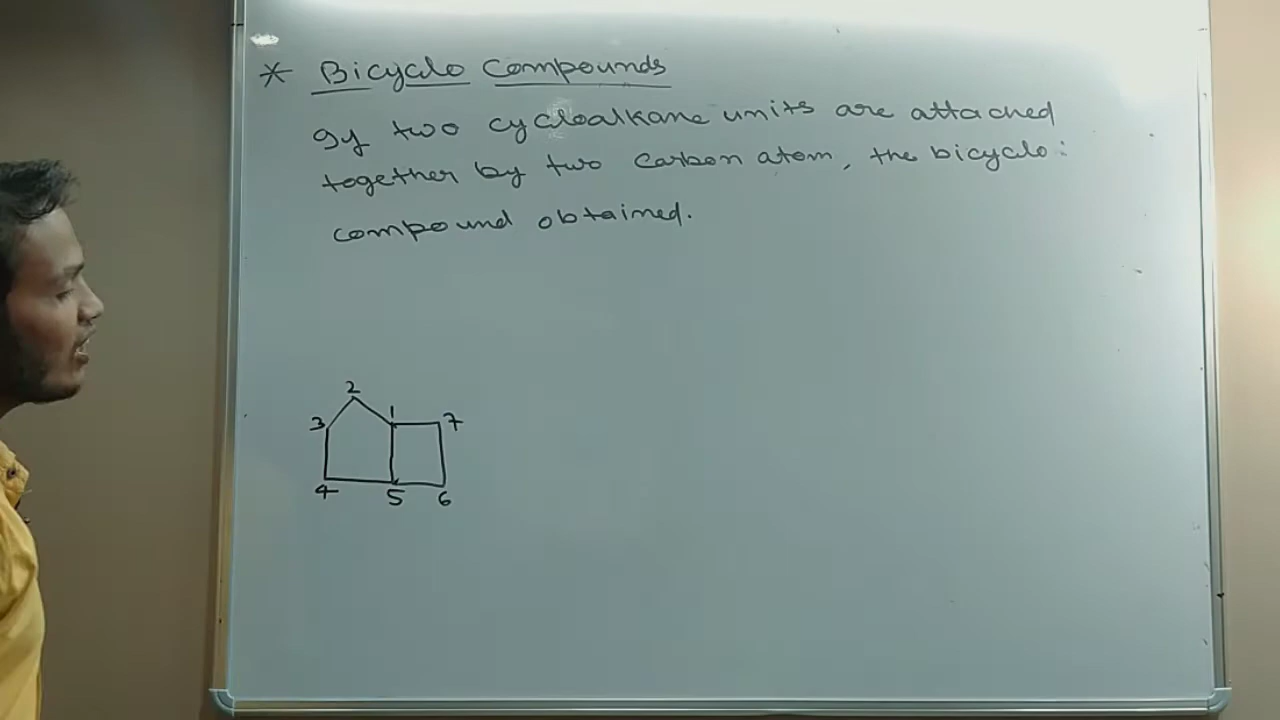 * Bicyclo Compounds
If two cycloalkane units are attached
together by two carbon atom, the bicyclo:
compound obtained.
2
3 1 7
4 5 6